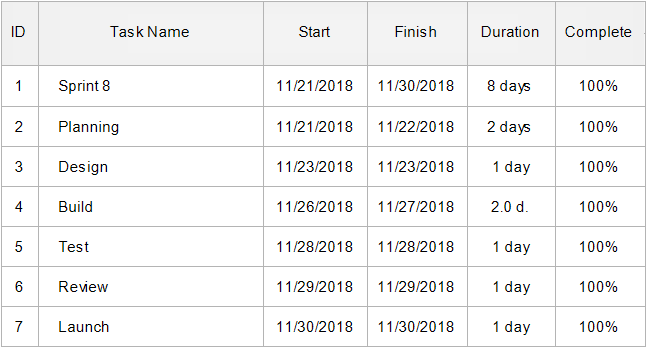 ID Task Name Start Finish Duration Complete
1 Sprint 8 11/21/2018 11/30/2018 8 days 100%
2 Planning 11/21/2018 11/22/2018 2 days 100%
3 Design 11/23/2018 11/23/2018 1 day 100%
4 Build 11/26/2018 11/27/2018 2.0 d. 100%
5 Test 11/28/2018 11/28/2018 1 day 100%
6 Review 11/29/2018 11/29/2018 1 day 100%
7 Launch 11/30/2018 11/30/2018 1 day 100%